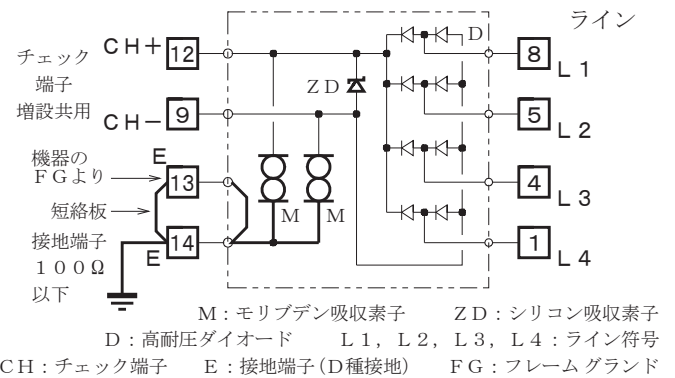 ライン
チェック
端子
増設共用
CH+ 12
CH- 9
ZD
D
8 L1
5 L2
4 L3
1 L4
機器の
FGより
E
13
短絡板
接地端子
100Ω
以下
14
E
M M
M：モリブデン吸収素子 ZD：シリコン吸収素子
D：高耐圧ダイオード L1，L2，L3，L4：ライン符号
CH：チェック端子 E：接地端子(D種接地) FG：フレームグランド